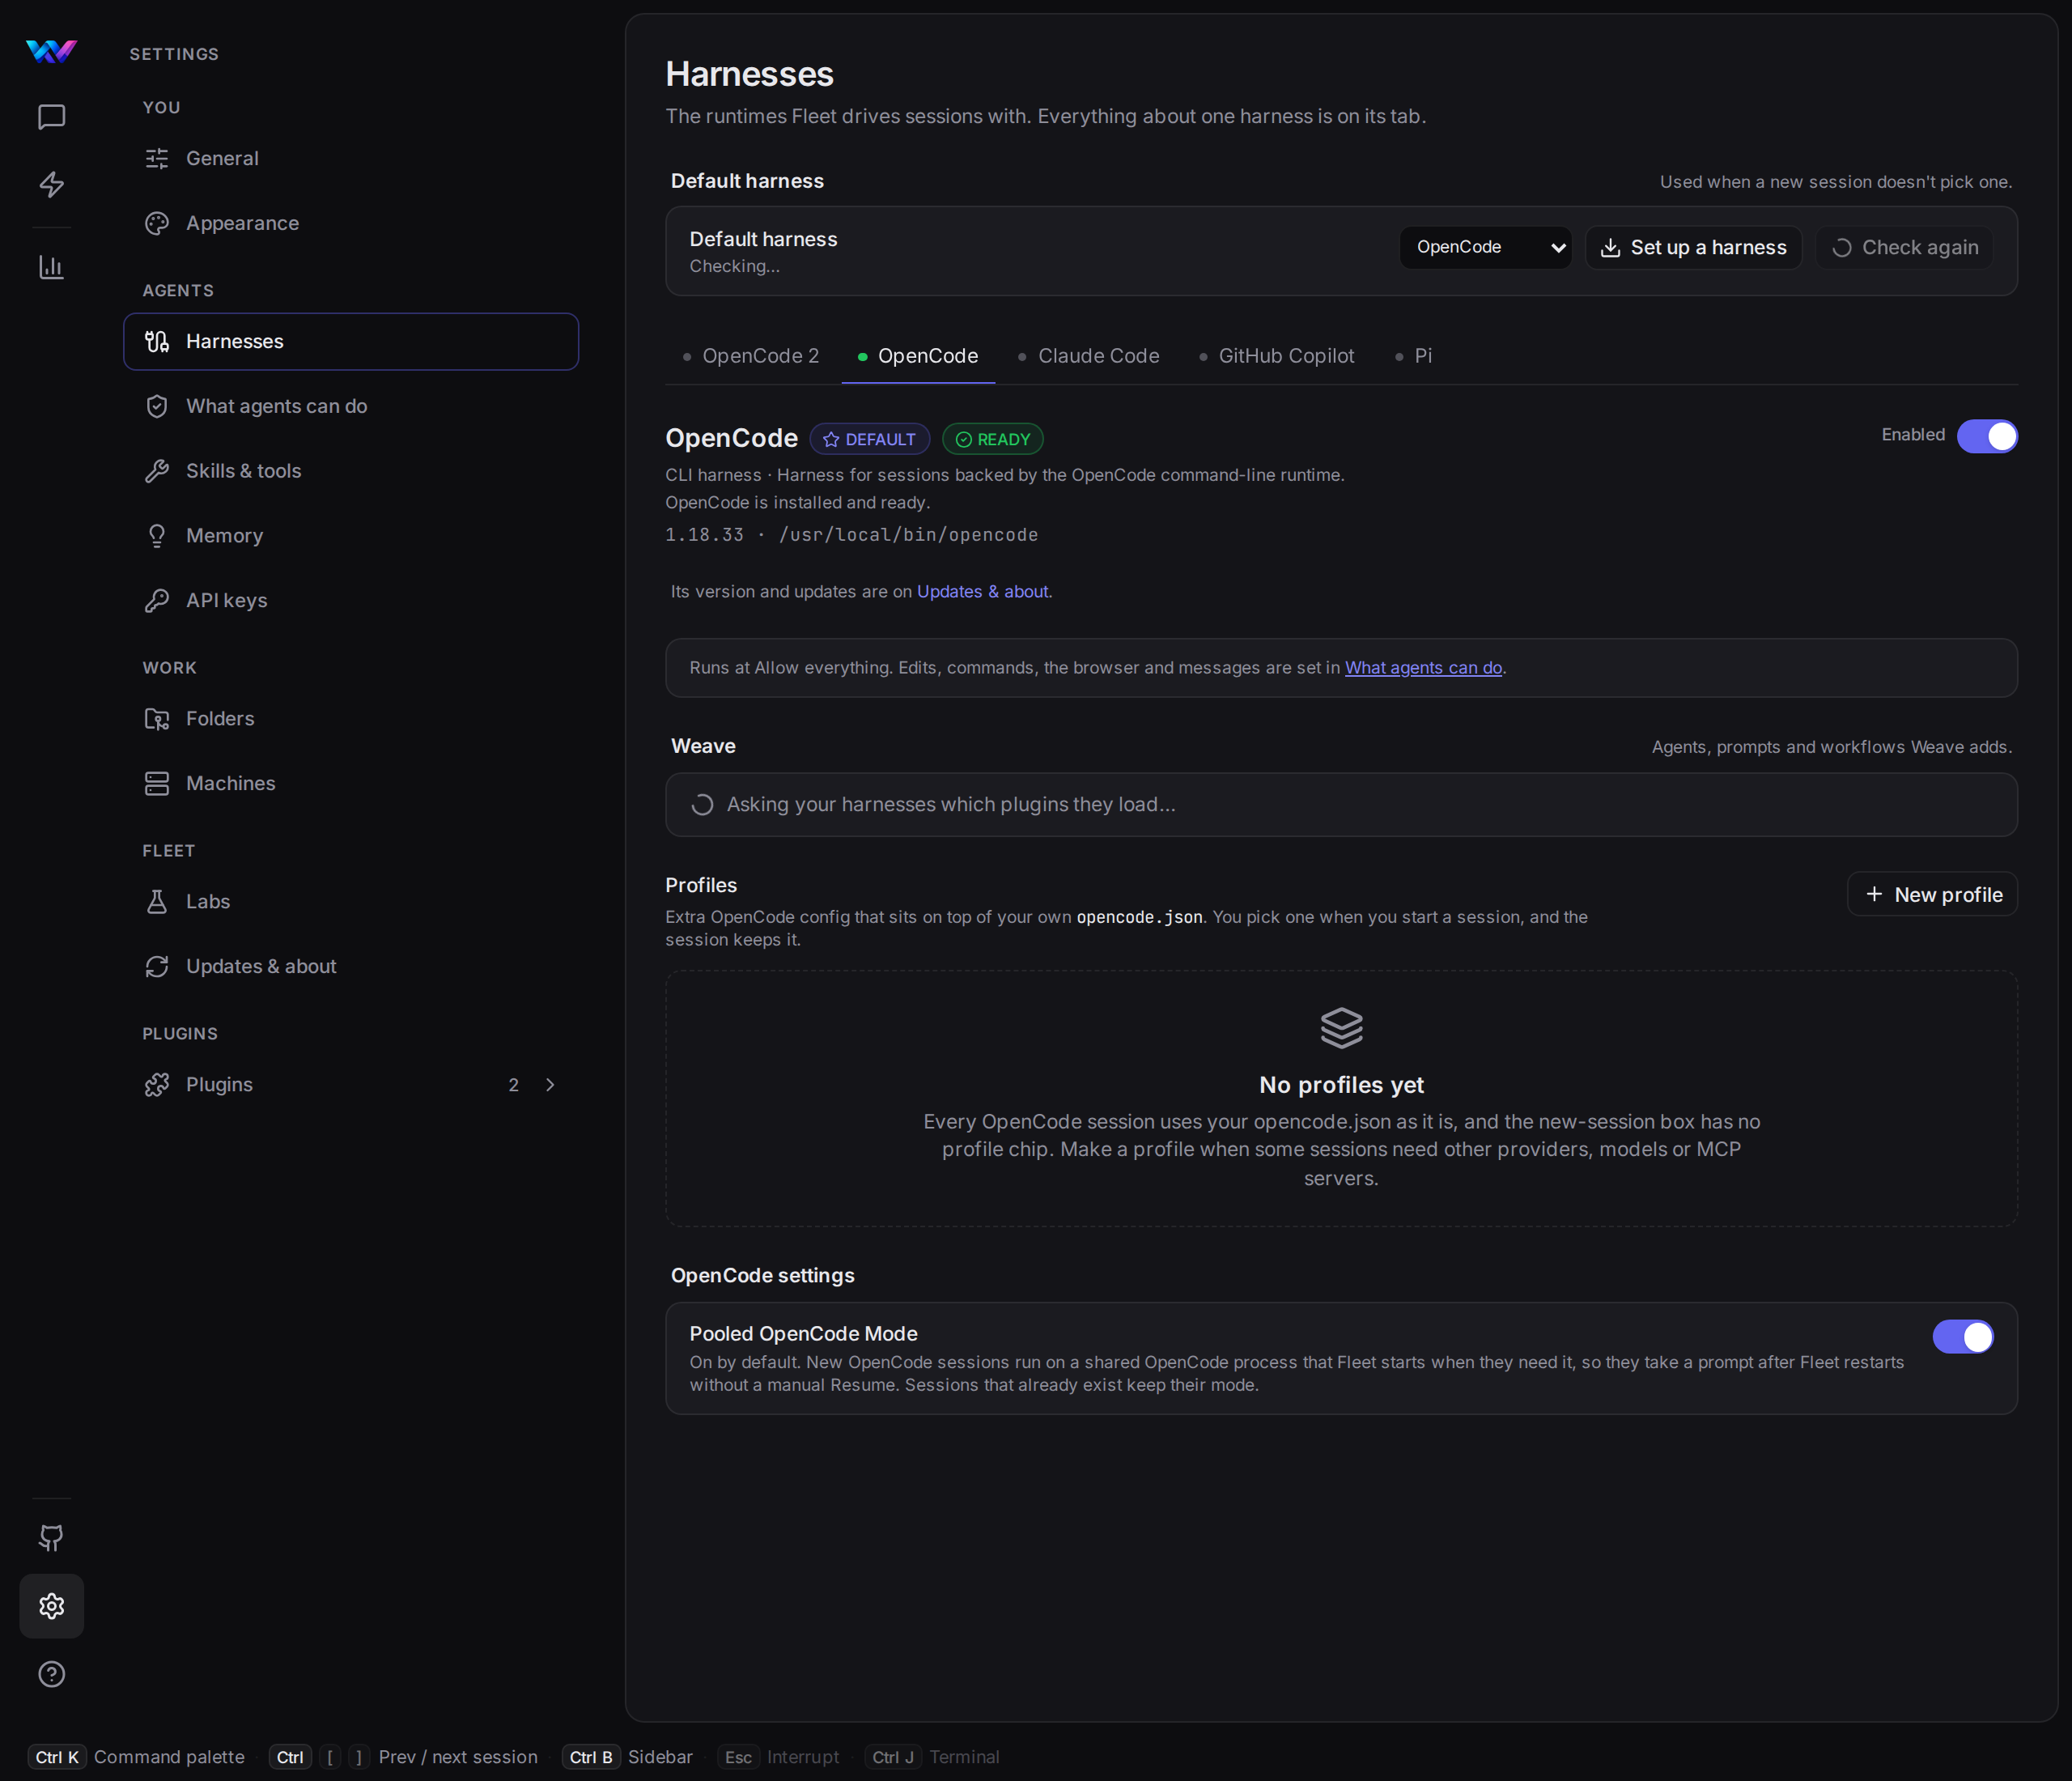 SETTINGS
YOU
General
Appearance
AGENTS
Harnesses
What agents can do
Skills & tools
Memory
API keys
WORK
Folders
Machines
FLEET
Labs
Updates & about
PLUGINS
Plugins 2
Harnesses
The runtimes Fleet drives sessions with. Everything about one harness is on its tab.
Default harness
Used when a new session doesn't pick one.
Default harness
Checking...
OpenCode
Set up a harness
Check again
OpenCode 2
OpenCode
Claude Code
GitHub Copilot
Pi
OpenCode
DEFAULT
READY
Enabled
CLI harness · Harness for sessions backed by the OpenCode command-line runtime.
OpenCode is installed and ready.
1.18.33 · /usr/local/bin/opencode
Its version and updates are on Updates & about.
Runs at Allow everything. Edits, commands, the browser and messages are set in What agents can do.
Weave
Agents, prompts and workflows Weave adds.
Asking your harnesses which plugins they load...
Profiles
New profile
Extra OpenCode config that sits on top of your own opencode.json. You pick one when you start a session, and the
session keeps it.
No profiles yet
Every OpenCode session uses your opencode.json as it is, and the new-session box has no
profile chip. Make a profile when some sessions need other providers, models or MCP
servers.
OpenCode settings
Pooled OpenCode Mode
On by default. New OpenCode sessions run on a shared OpenCode process that Fleet starts when they need it, so they take a prompt after Fleet restarts
without a manual Resume. Sessions that already exist keep their mode.
Ctrl K Command palette · Ctrl [ ] Prev / next session · Ctrl B Sidebar · Esc Interrupt · Ctrl J Terminal